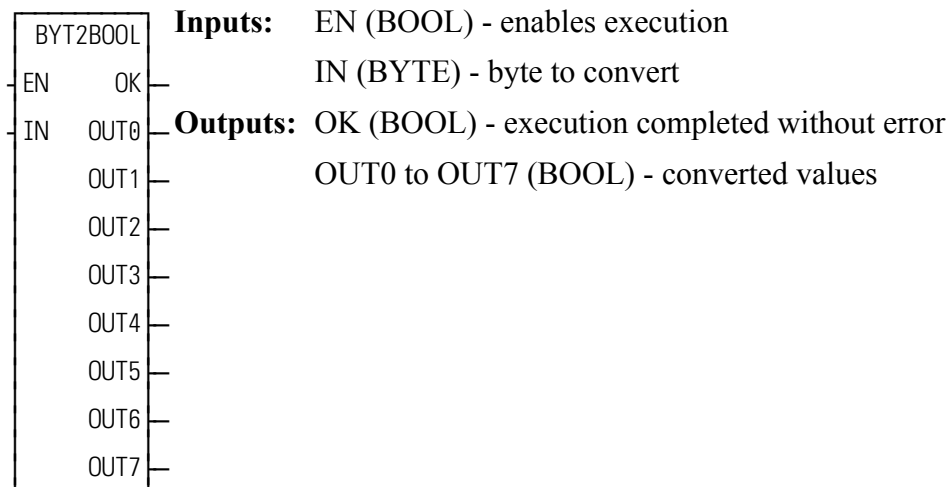 BYT2BOOL
EN OK
IN OUT0
OUT1
OUT2
OUT3
OUT4
OUT5
OUT6
OUT7
Inputs: EN (BOOL) - enables execution
IN (BYTE) - byte to convert
Outputs: OK (BOOL) - execution completed without error
OUT0 to OUT7 (BOOL) - converted values